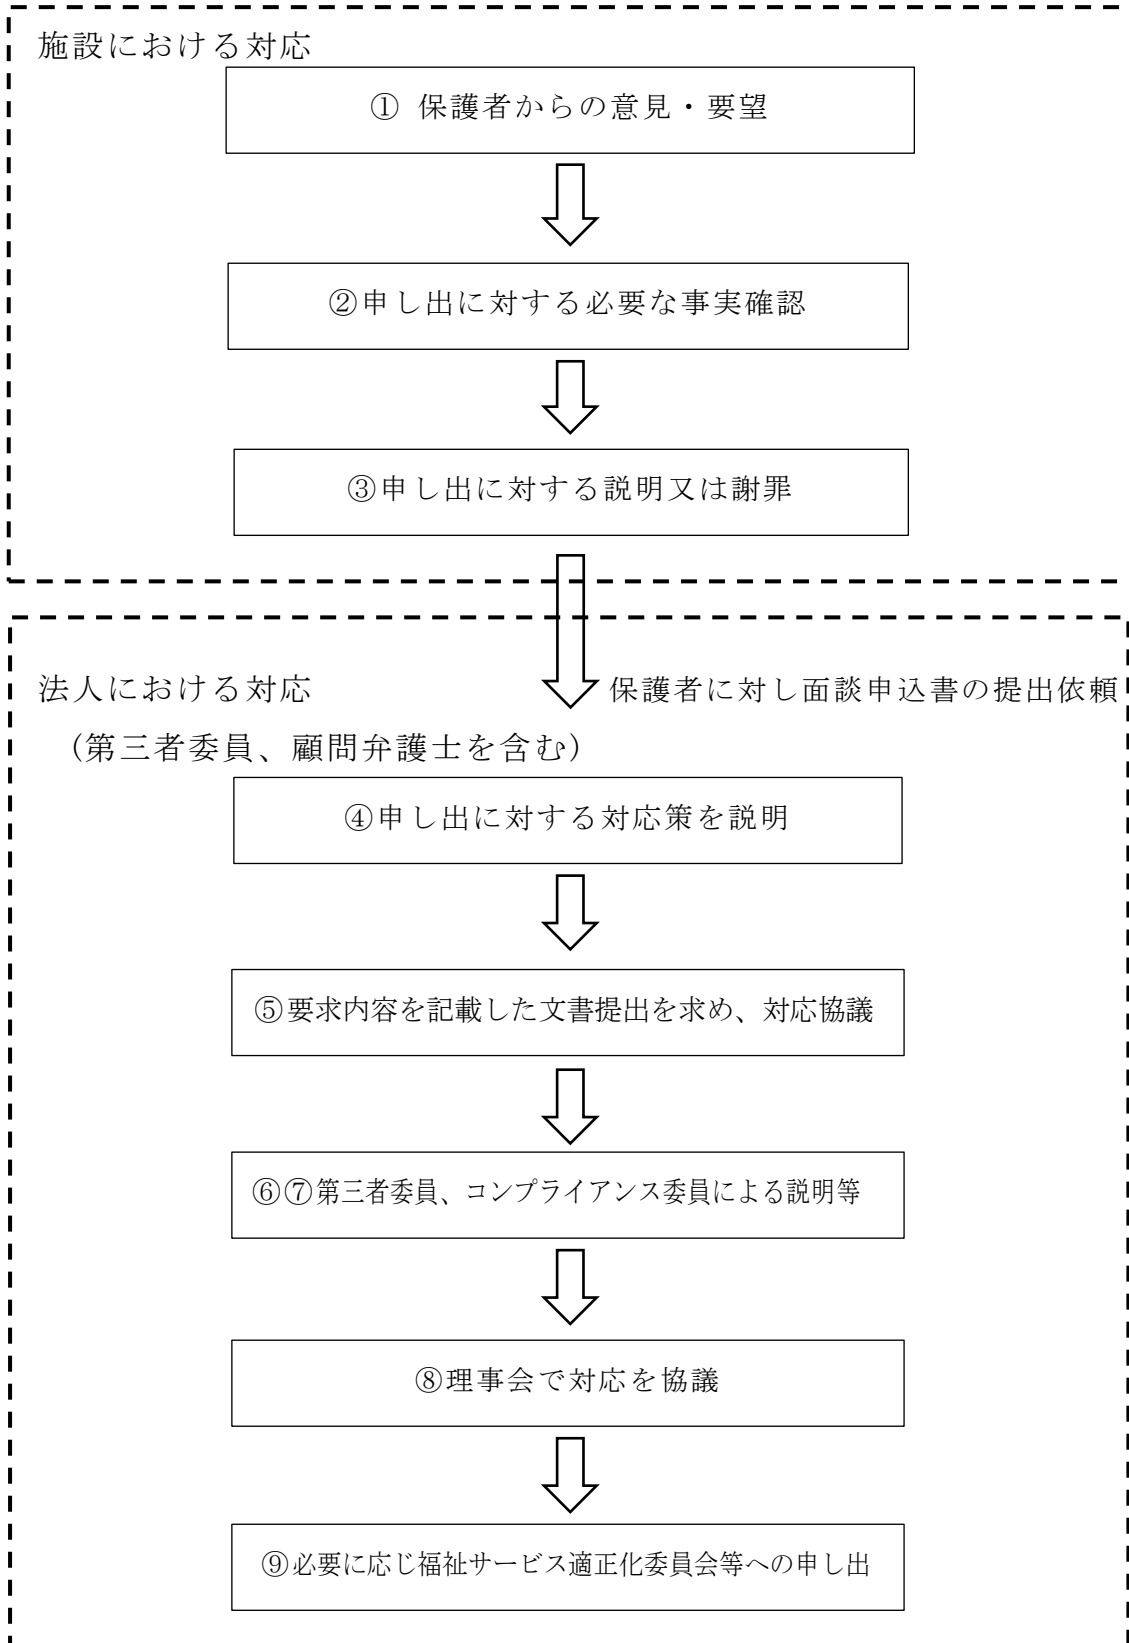 施設における対応
① 保護者からの意見・要望
②申し出に対する必要な事実確認
③申し出に対する説明又は謝罪
法人における対応
保護者に対し面談申込書の提出依頼
(第三者委員、顧問弁護士を含む)
④申し出に対する対応策を説明
⑤要求内容を記載した文書提出を求め、対応協議
⑥⑦第三者委員、コンプライアンス委員による説明等
⑧理事会で対応を協議
⑨必要に応じ福祉サービス適正化委員会等への申し出